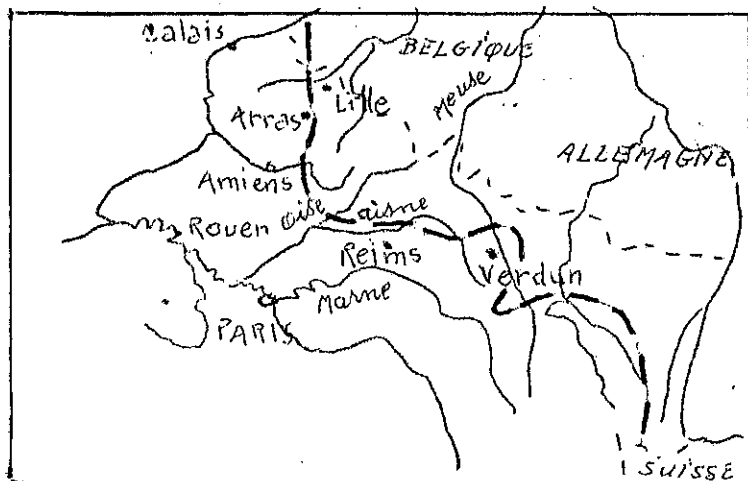 Calais
BELGIQUE
Meuse
Lille
Arras
ALLEMAGNE
Amiens
Rouen
Oise
aisne
Reims
Verdun
Marne
PARIS
SUISSE